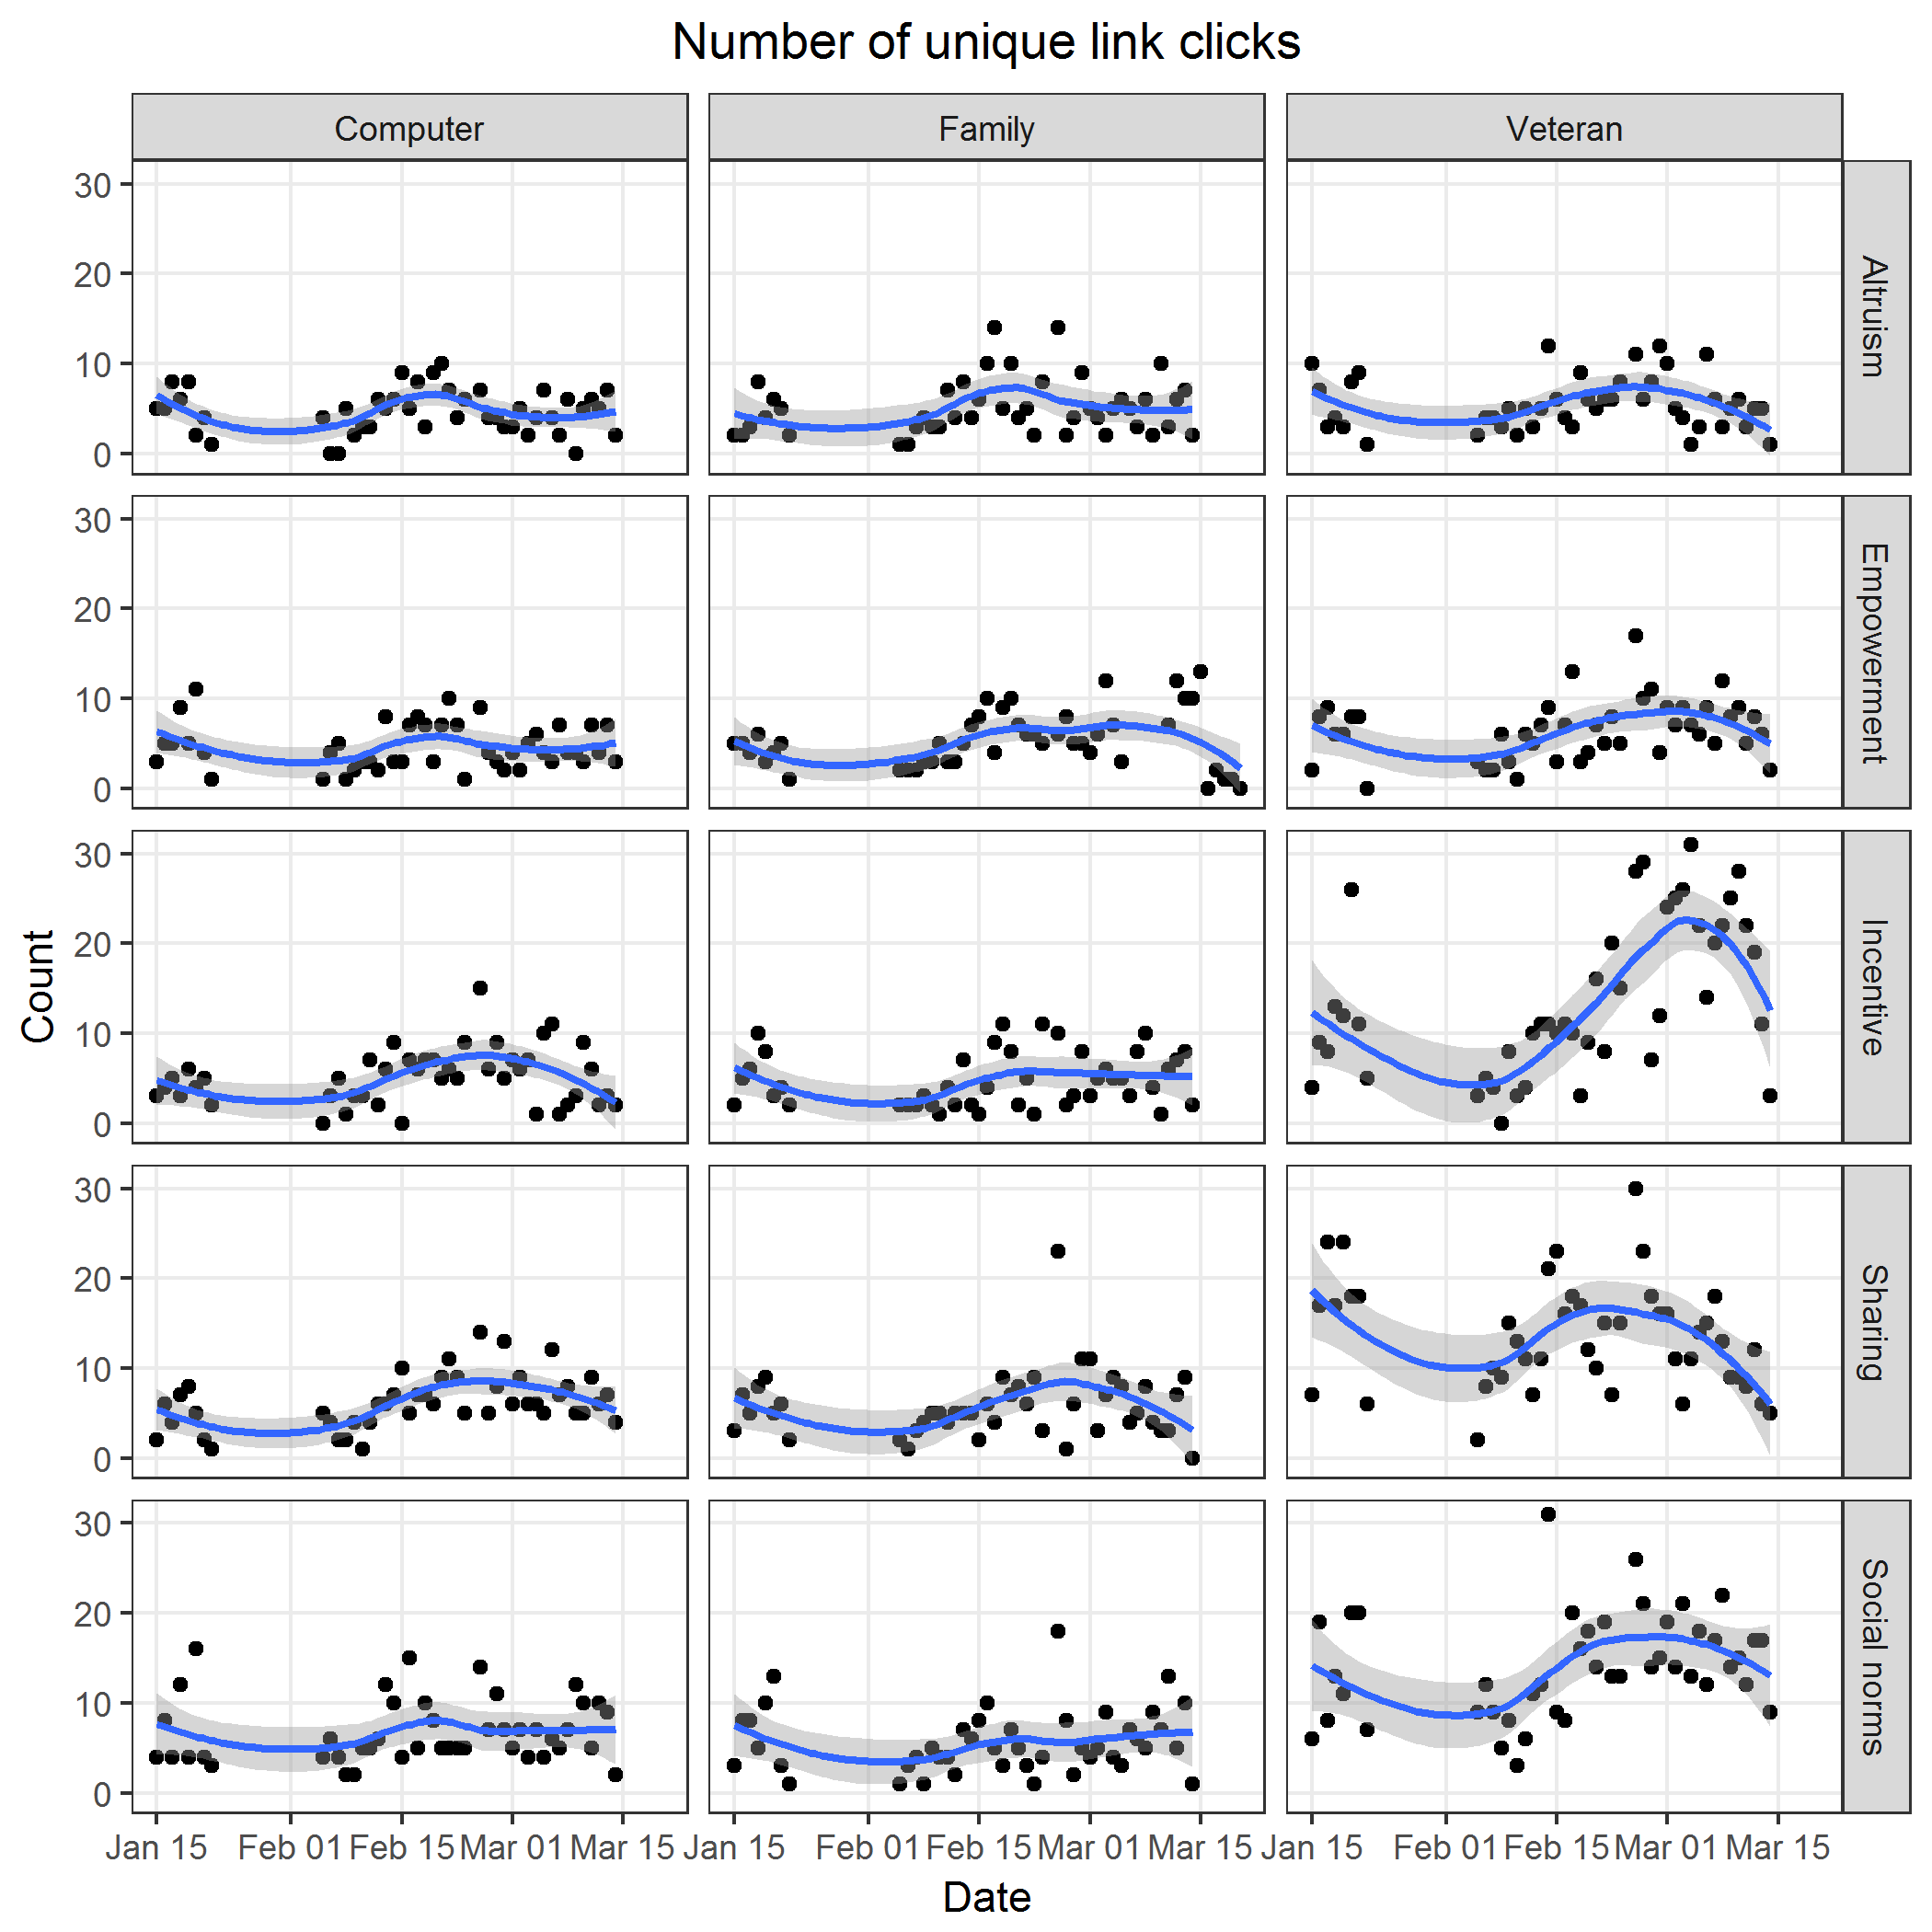 Number of unique link clicks
Computer Family Veteran
30
20
10
0
Altruism
30
20
10
0
Empowerment
30
20
10
0
Incentive
30
20
10
0
Sharing
30
20
10
0
Social norms
Count
Jan 15 Feb 01 Feb 15 Mar 01 Mar 15 Jan 15 Feb 01 Feb 15 Mar 01 Mar 15 Jan 15 Feb 01 Feb 15 Mar 01 Mar 15
Date